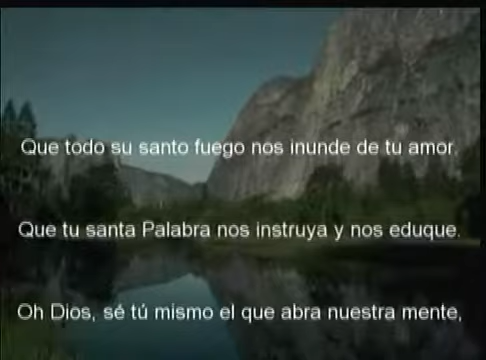 Que todo su santo fuego nos inunde de tu amor.
Que tu santa Palabra nos instruya y nos eduque.
Oh Dios, sé tú mismo el que abra nuestra mente,